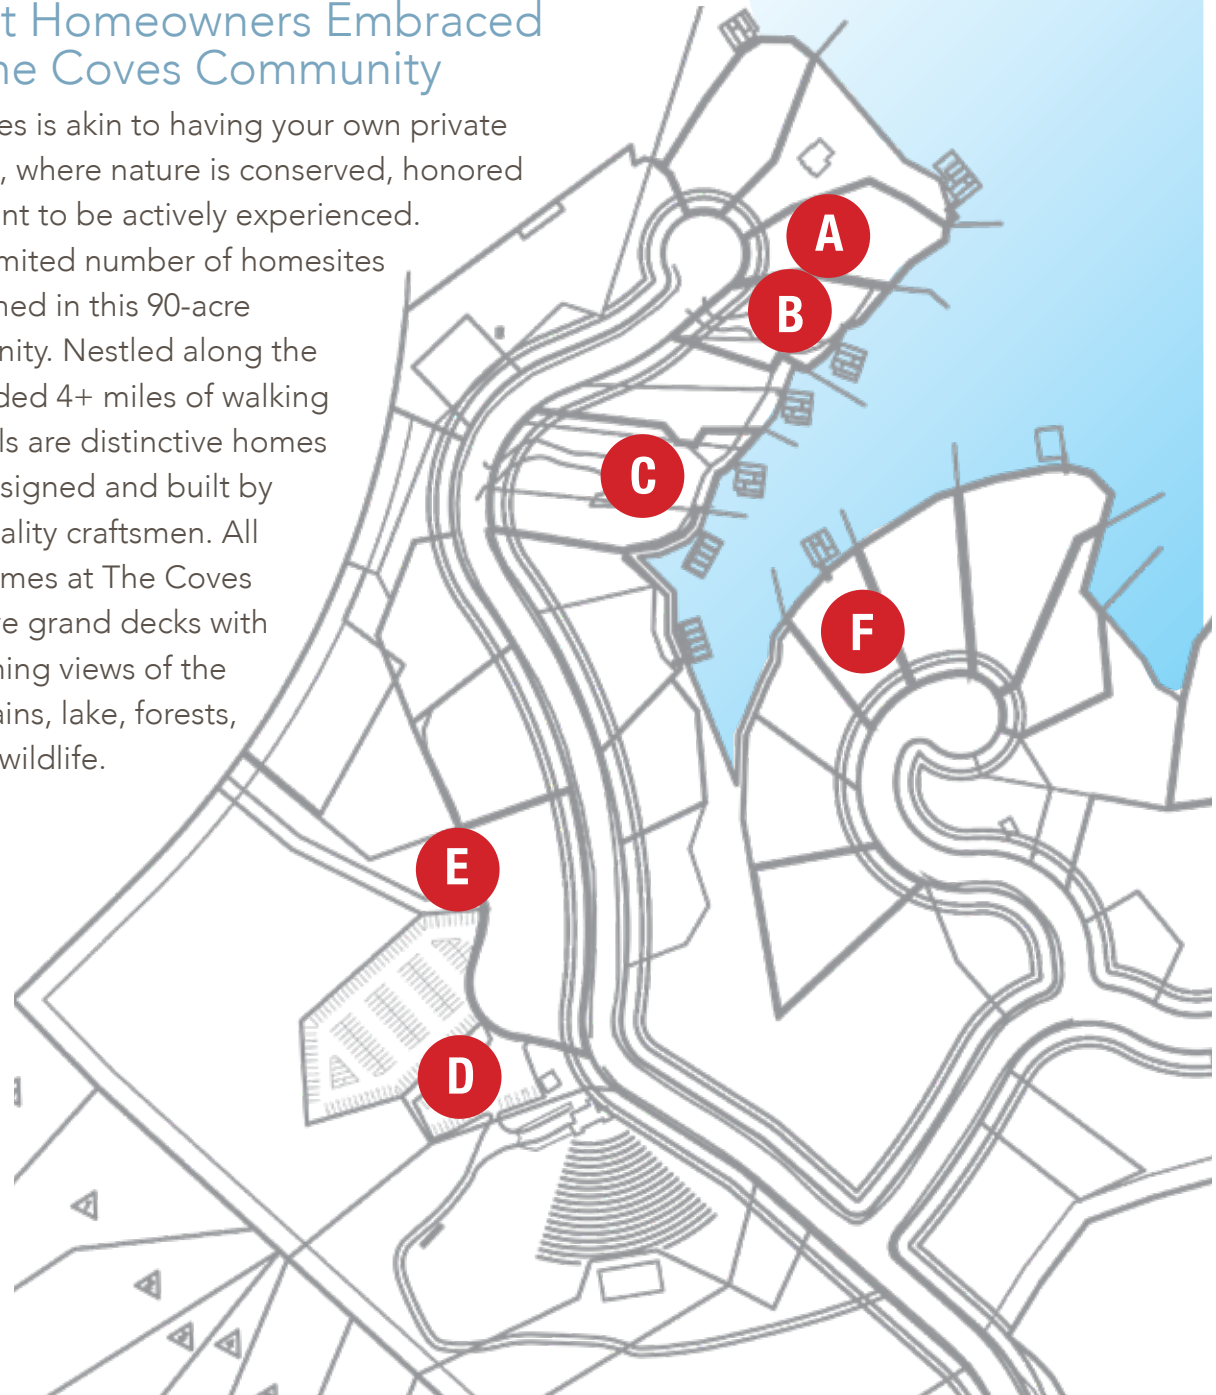 t Homeowners Embraced
he Coves Community
es is akin to having your own private
, where nature is conserved, honored
nt to be actively experienced.
mited number of homesites
ned in this 90-acre
nity. Nestled along the
ded 4+ miles of walking
ls are distinctive homes
signed and built by
ality craftsmen. All
mes at The Coves
e grand decks with
ning views of the
ains, lake, forests,
wildlife.
A
B
C
F
E
D